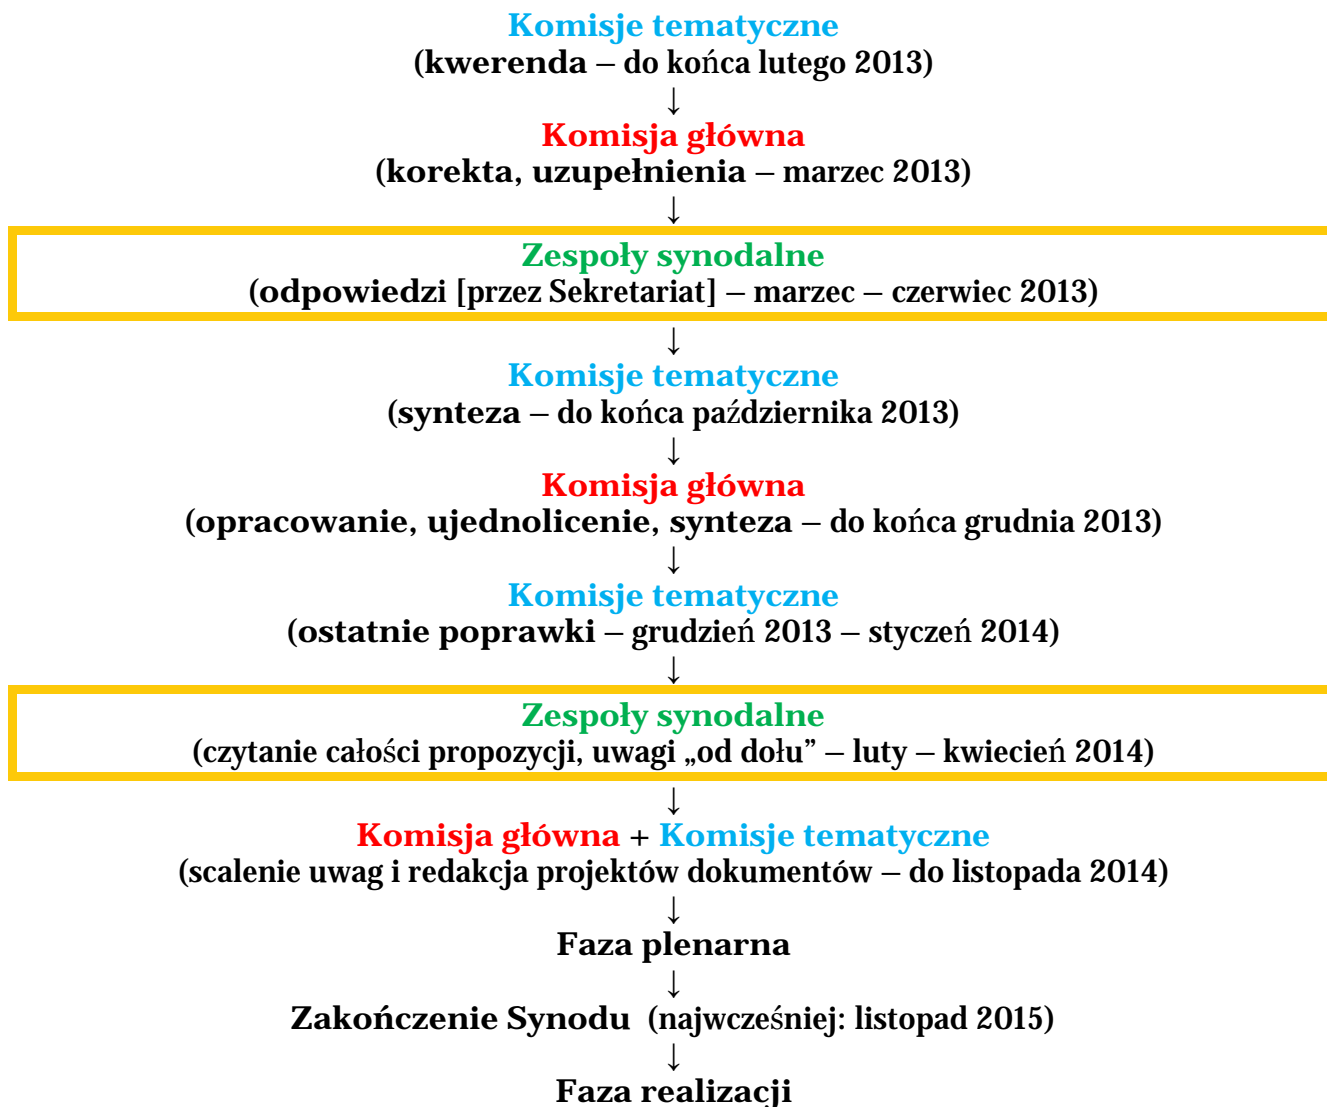 Komisje tematyczne
(kwerenda – do końca lutego 2013)
↓
Komisja główna
(korekta, uzupełnienia – marzec 2013)
↓
Zespoły synodalne
(odpowiedzi [przez Sekretariat] – marzec – czerwiec 2013)
↓
Komisje tematyczne
(synteza – do końca października 2013)
↓
Komisja główna
(opracowanie, ujednolicenie, synteza – do końca grudnia 2013)
↓
Komisje tematyczne
(ostatnie poprawki – grudzień 2013 – styczeń 2014)
↓
Zespoły synodalne
(czytanie całości propozycji, uwagi „od dołu” – luty – kwiecień 2014)
↓
Komisja główna + Komisje tematyczne
(scalenie uwag i redakcja projektów dokumentów – do listopada 2014)
↓
Faza plenarna
↓
Zakończenie Synodu (najwcześniej: listopad 2015)
↓
Faza realizacji